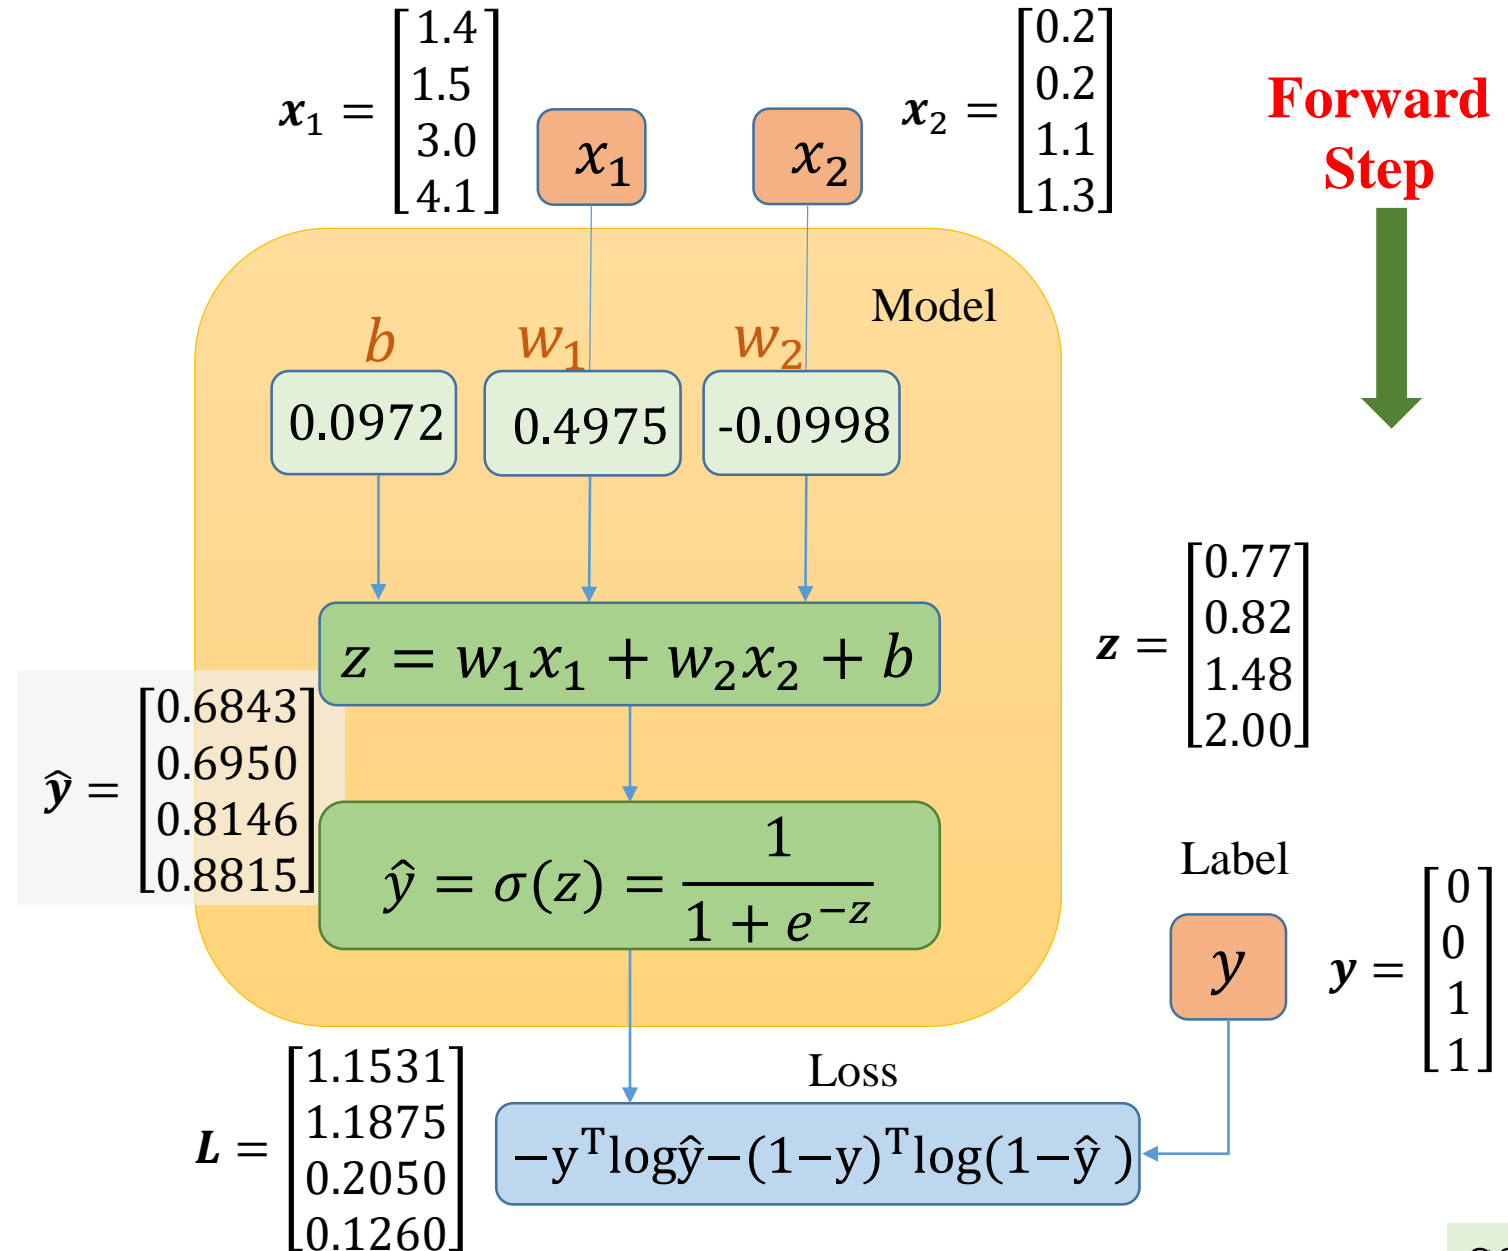 x₁ = [1.4
1.5
3.0
4.1]
x₁
x₂
x₂ = [0.2
0.2
1.1
1.3]
Forward
Step
Model
b
w₁
w₂
0.0972
0.4975
-0.0998
z = w₁x₁ + w₂x₂ + b
z = [0.77
0.82
1.48
2.00]
ŷ = [0.6843
0.6950
0.8146
0.8815]
ŷ = σ(z) = 1 / (1 + e⁻ᶻ)
Label
y
y = [0
0
1
1]
Loss
L = [1.1531
1.1875
0.2050
0.1260]
−yᵀlogŷ−(1−y)ᵀlog(1−ŷ )